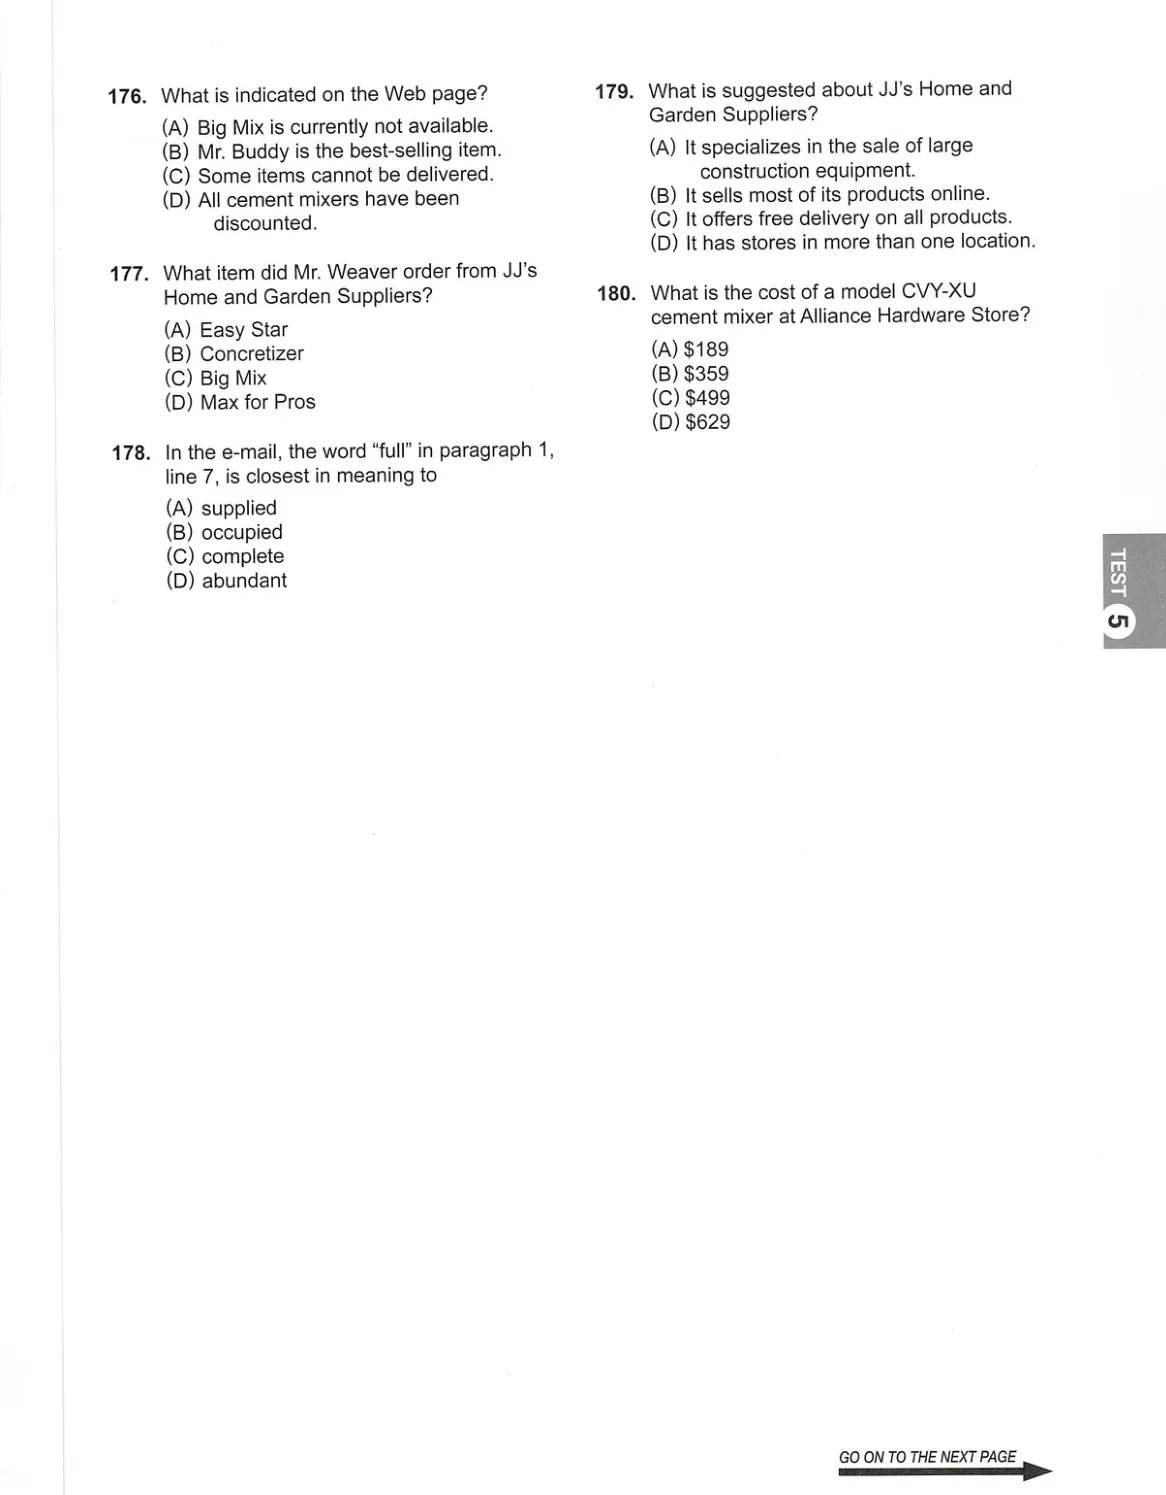 176. What is indicated on the Web page?
(A) Big Mix is currently not available.
(B) Mr. Buddy is the best-selling item.
(C) Some items cannot be delivered.
(D) All cement mixers have been
discounted.
177. What item did Mr. Weaver order from JJ's
Home and Garden Suppliers?
(A) Easy Star
(B) Concretizer
(C) Big Mix
(D) Max for Pros
178. In the e-mail, the word “full” in paragraph 1,
line 7, is closest in meaning to
(A) supplied
(B) occupied
(C) complete
(D) abundant
179. What is suggested about JJ's Home and
Garden Suppliers?
(A) It specializes in the sale of large
construction equipment.
(B) It sells most of its products online.
(C) It offers free delivery on all products.
(D) It has stores in more than one location.
180. What is the cost of a model CVY-XU
cement mixer at Alliance Hardware Store?
(A) $189
(B) $359
(C) $499
(D) $629
TEST 5
GO ON TO THE NEXT PAGE